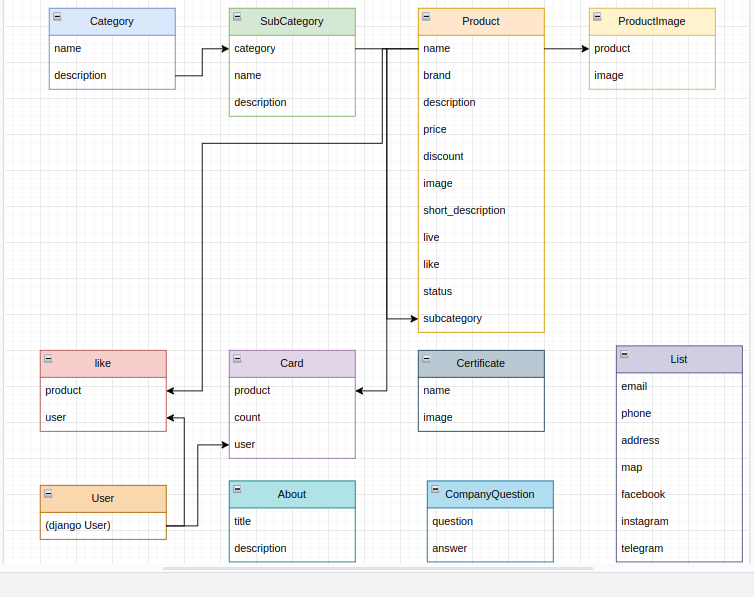 Category
name
description
SubCategory
category
name
description
Product
name
brand
description
price
discount
image
short_description
live
like
status
subcategory
ProductImage
product
image
like
product
user
Card
product
count
user
Certificate
name
image
List
email
phone
address
map
facebook
instagram
telegram
User
(django User)
About
title
description
CompanyQuestion
question
answer